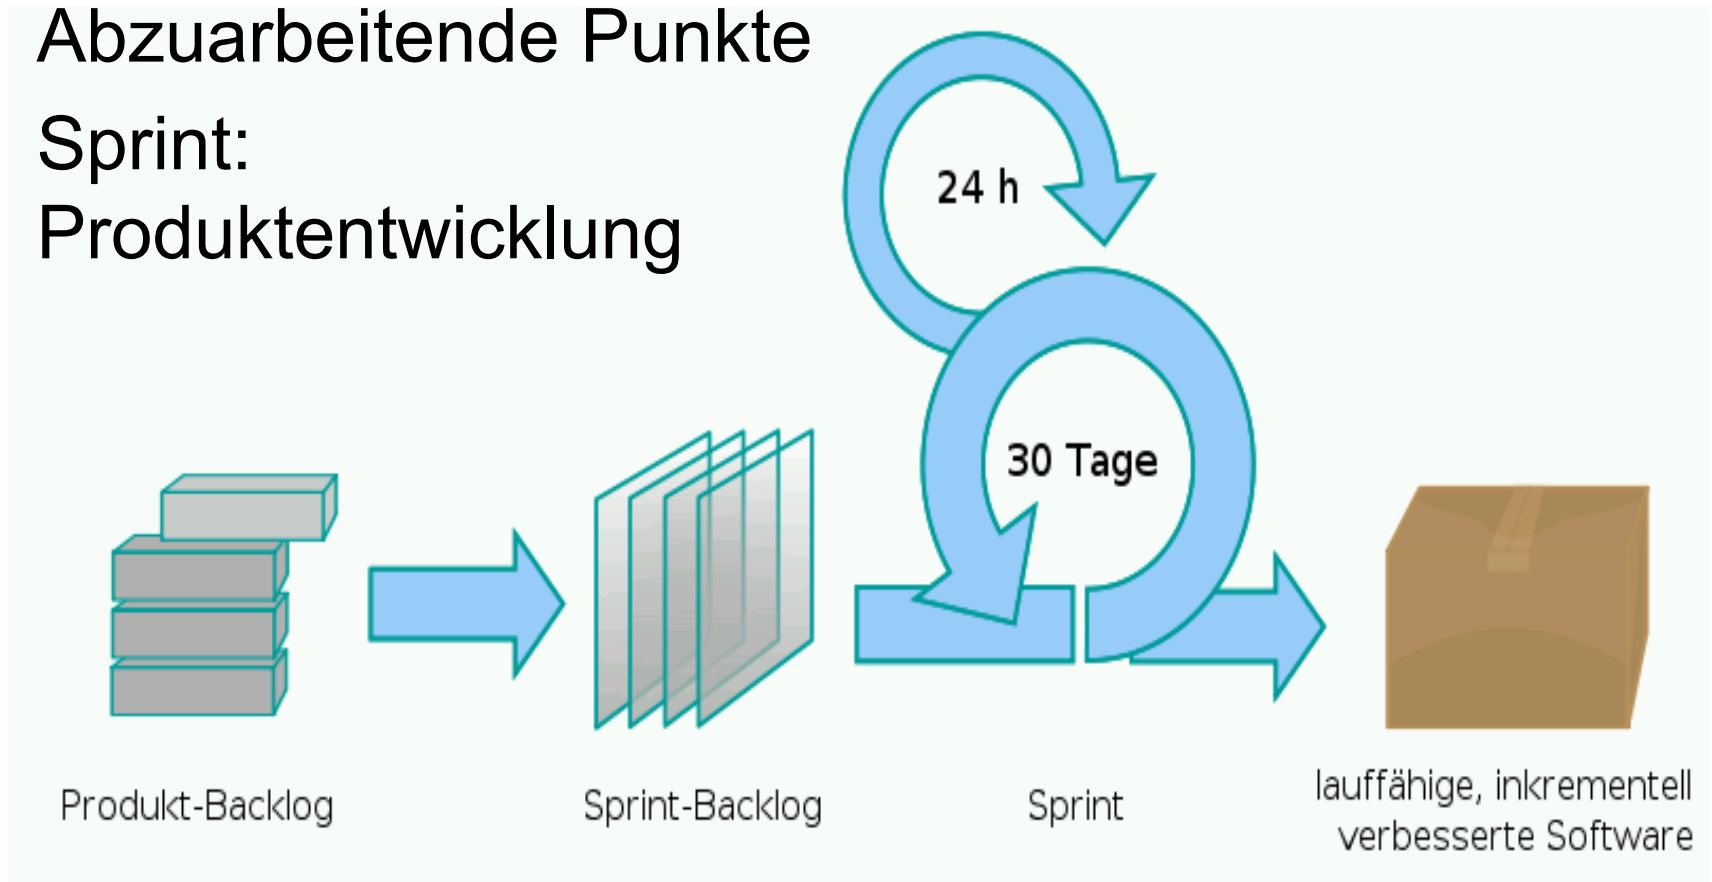 Abzuarbeitende Punkte
Sprint:
Produktentwicklung
24 h
30 Tage
Produkt-Backlog
Sprint-Backlog
Sprint
lauffähige, inkrementell
verbesserte Software